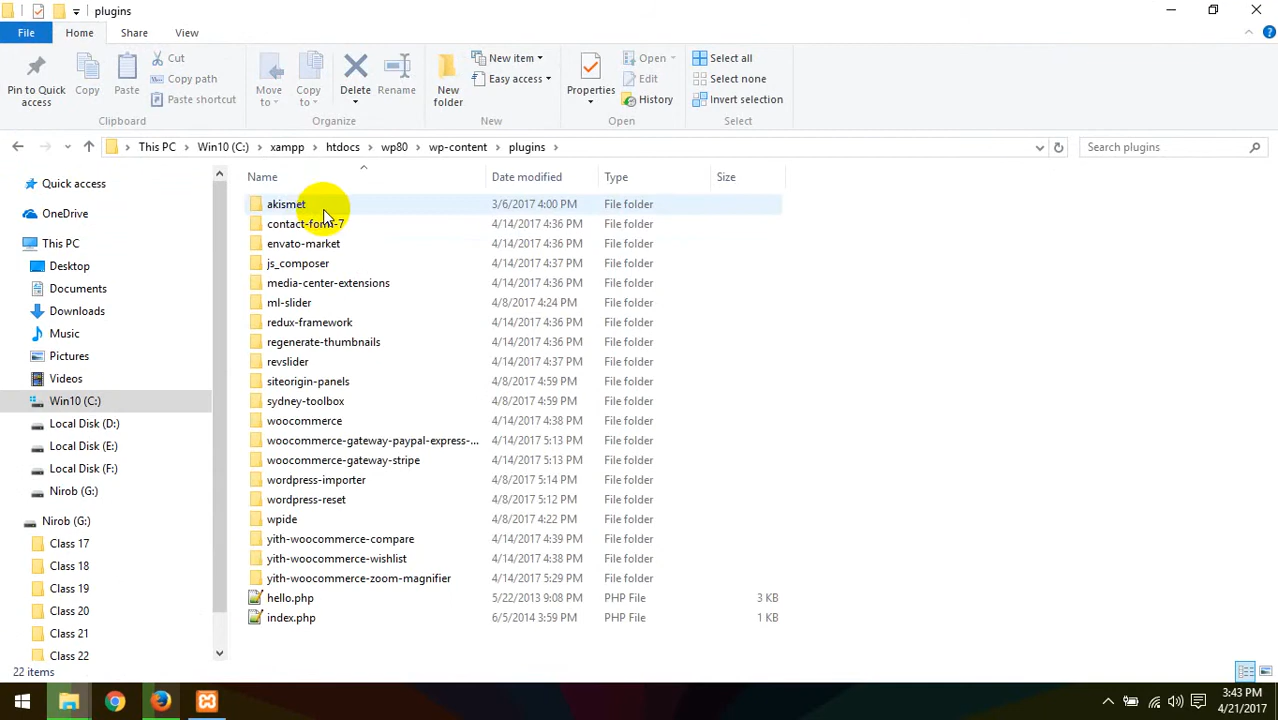 plugins
File Home Share View
Pin to Quick access
Copy
Paste
Cut
Copy path
Paste shortcut
Clipboard
Move to
Copy to
Delete
Rename
Organize
New folder
New item
Easy access
New
Properties
Open
Edit
History
Open
Select all
Select none
Invert selection
Select
This PC Win10 (C:) xampp htdocs wp80 wp-content plugins
Search plugins
Quick access
OneDrive
This PC
Desktop
Documents
Downloads
Music
Pictures
Videos
Win10 (C:)
Local Disk (D:)
Local Disk (E:)
Local Disk (F:)
Nirob (G:)
Nirob (G:)
Class 17
Class 18
Class 19
Class 20
Class 21
Class 22
Name Date modified Type Size
akismet 3/6/2017 4:00 PM File folder
contact-form-7 4/14/2017 4:36 PM File folder
envato-market 4/14/2017 4:36 PM File folder
js_composer 4/14/2017 4:37 PM File folder
media-center-extensions 4/14/2017 4:36 PM File folder
ml-slider 4/8/2017 4:24 PM File folder
redux-framework 4/14/2017 4:36 PM File folder
regenerate-thumbnails 4/14/2017 4:36 PM File folder
revslider 4/14/2017 4:37 PM File folder
siteorigin-panels 4/8/2017 4:59 PM File folder
sydney-toolbox 4/8/2017 4:59 PM File folder
woocommerce 4/14/2017 4:38 PM File folder
woocommerce-gateway-paypal-express-... 4/14/2017 5:13 PM File folder
woocommerce-gateway-stripe 4/14/2017 5:13 PM File folder
wordpress-importer 4/8/2017 5:14 PM File folder
wordpress-reset 4/8/2017 5:12 PM File folder
wpide 4/8/2017 4:22 PM File folder
yith-woocommerce-compare 4/14/2017 4:39 PM File folder
yith-woocommerce-wishlist 4/14/2017 4:38 PM File folder
yith-woocommerce-zoom-magnifier 4/14/2017 5:29 PM File folder
hello.php 5/22/2013 9:08 PM PHP File 3 KB
index.php 6/5/2014 3:59 PM PHP File 1 KB
22 items
3:43 PM
4/21/2017